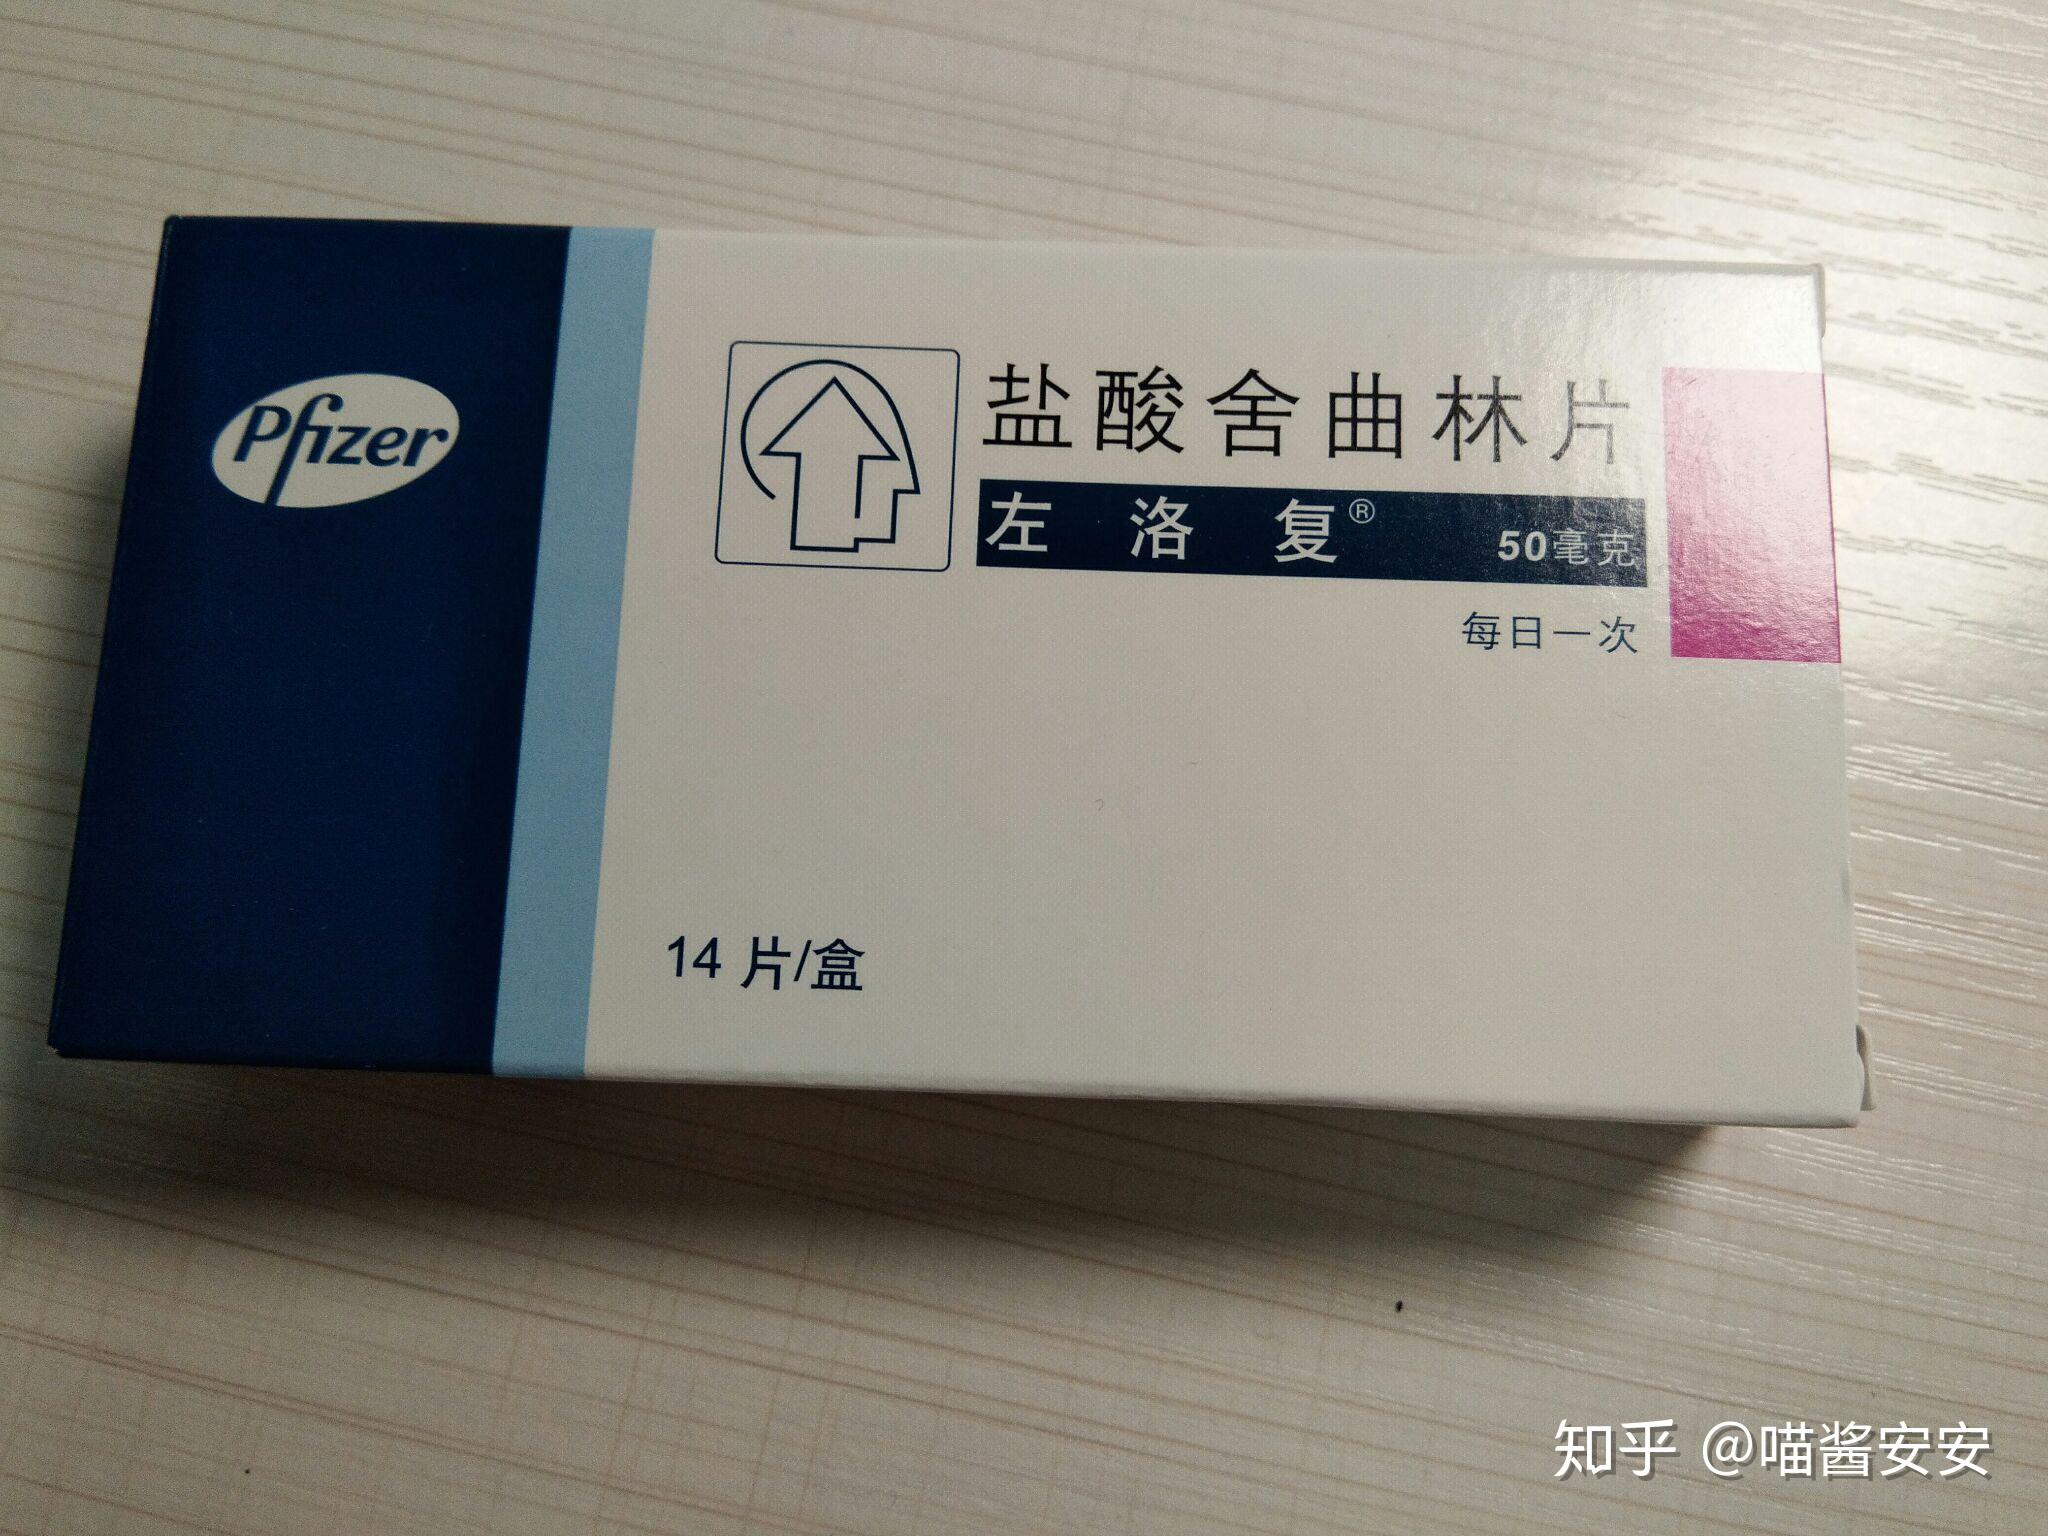 Pfizer
盐酸舍曲林片
左洛复® 50毫克
每日一次
14 片/盒
知乎 @喵酱安安